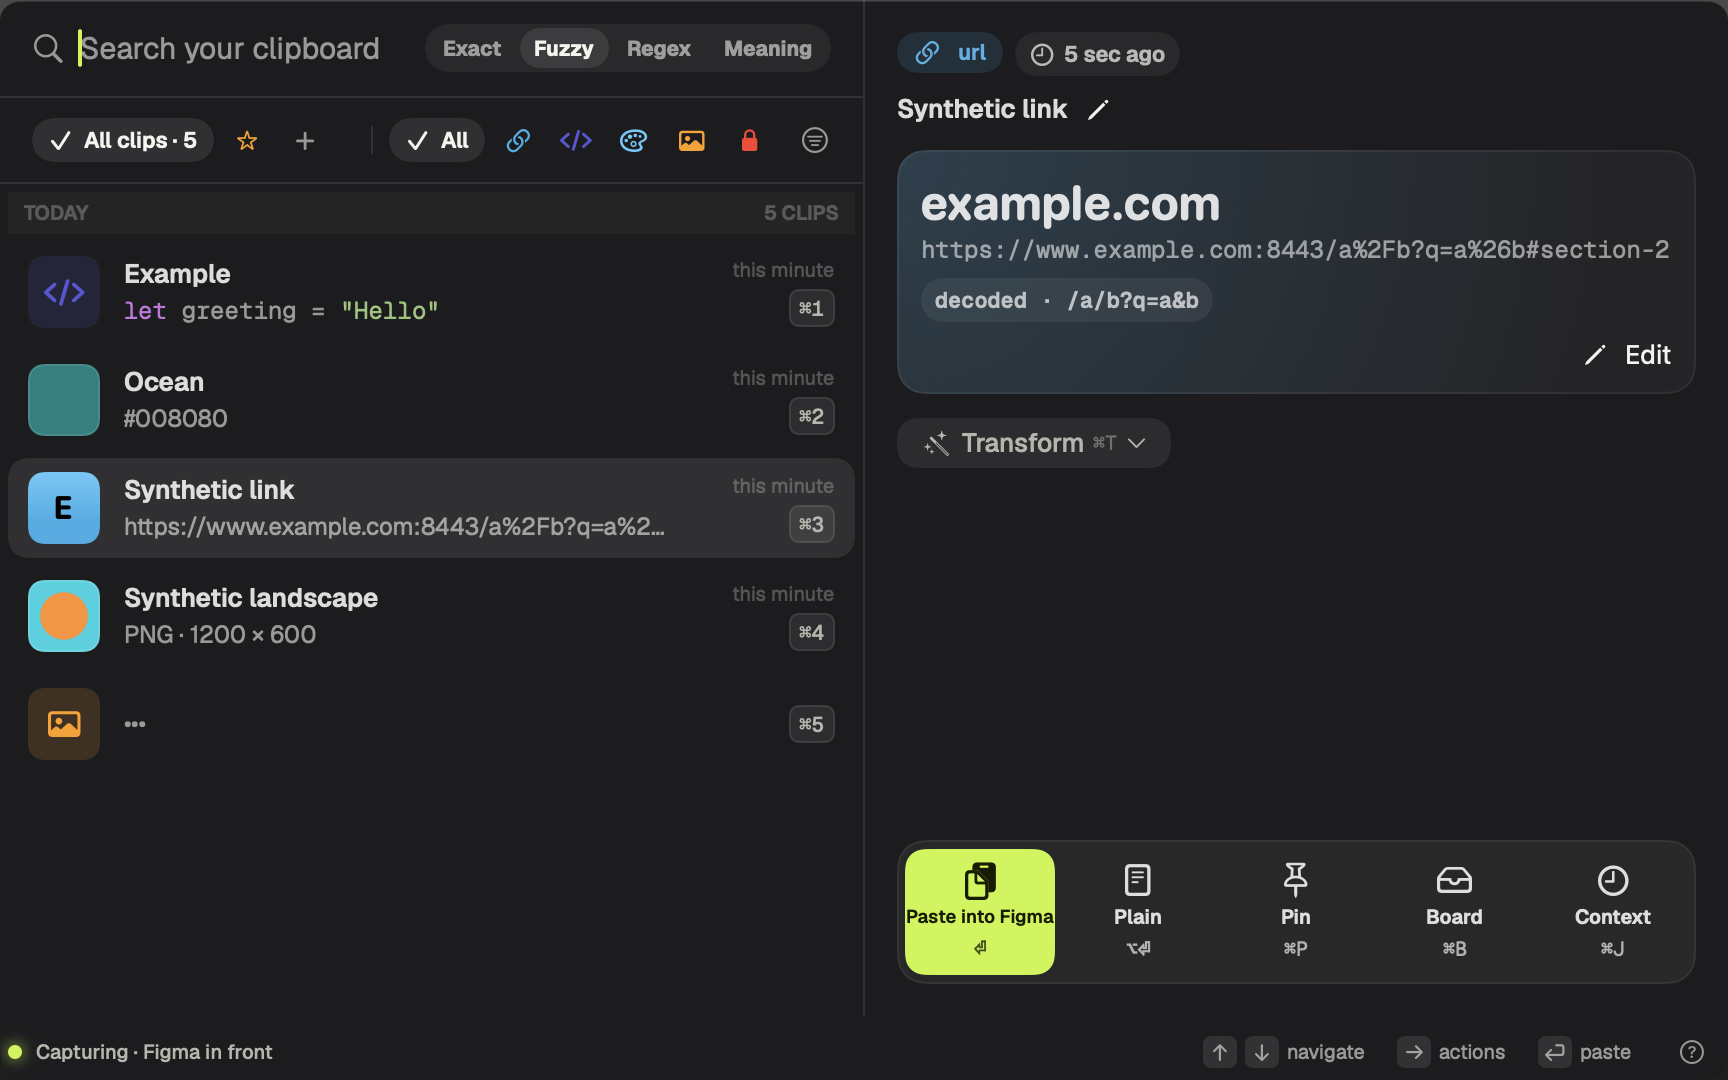 Search your clipboard
Exact Fuzzy Regex Meaning
All clips · 5
All
TODAY 5 CLIPS
Example this minute
let greeting = "Hello" ⌘1
Ocean this minute
#008080 ⌘2
E
Synthetic link this minute
https://www.example.com:8443/a%2Fb?q=a%2... ⌘3
Synthetic landscape this minute
PNG · 1200 × 600 ⌘4
••• ⌘5
Capturing · Figma in front
url 5 sec ago
Synthetic link
example.com
https://www.example.com:8443/a%2Fb?q=a%26b#section-2
decoded · /a/b?q=a&b
Edit
Transform ⌘T
Paste into Figma Plain Pin Board Context
⏎ ⌥⏎ ⌘P ⌘B ⌘J
↑ ↓ navigate → actions ↵ paste ?